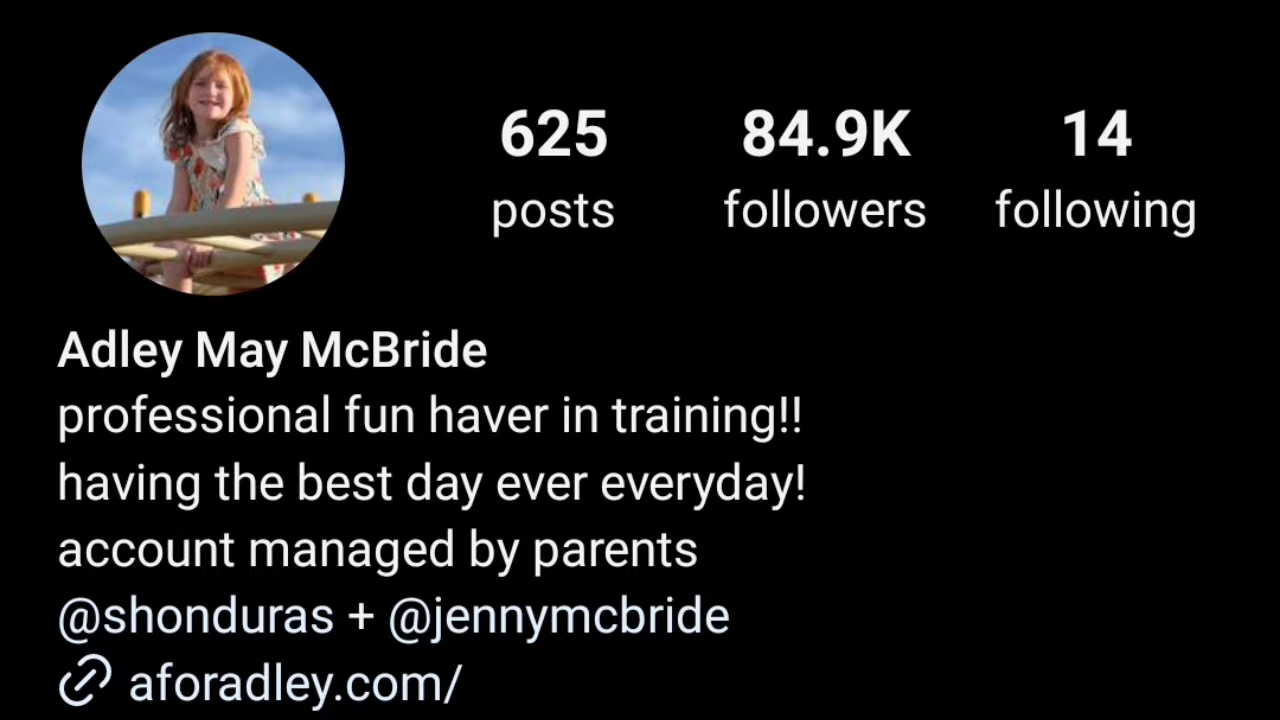 625 84.9K 14
posts followers following
Adley May McBride
professional fun haver in training!!
having the best day ever everyday!
account managed by parents
@shonduras + @jennymcbride
aforadley.com/